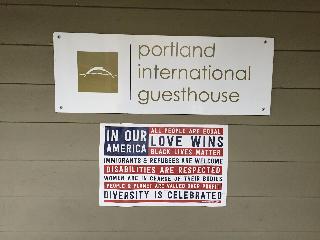 portland
international
guesthouse
IN OUR
AMERICA
ALL PEOPLE ARE EQUAL
LOVE WINS
BLACK LIVES MATTER
IMMIGRANTS & REFUGEES ARE WELCOME
DISABILITIES ARE RESPECTED
WOMEN ARE IN CHARGE OF THEIR BODIES
PEOPLE & PLANET ARE VALUED OVER PROFIT
DIVERSITY IS CELEBRATED